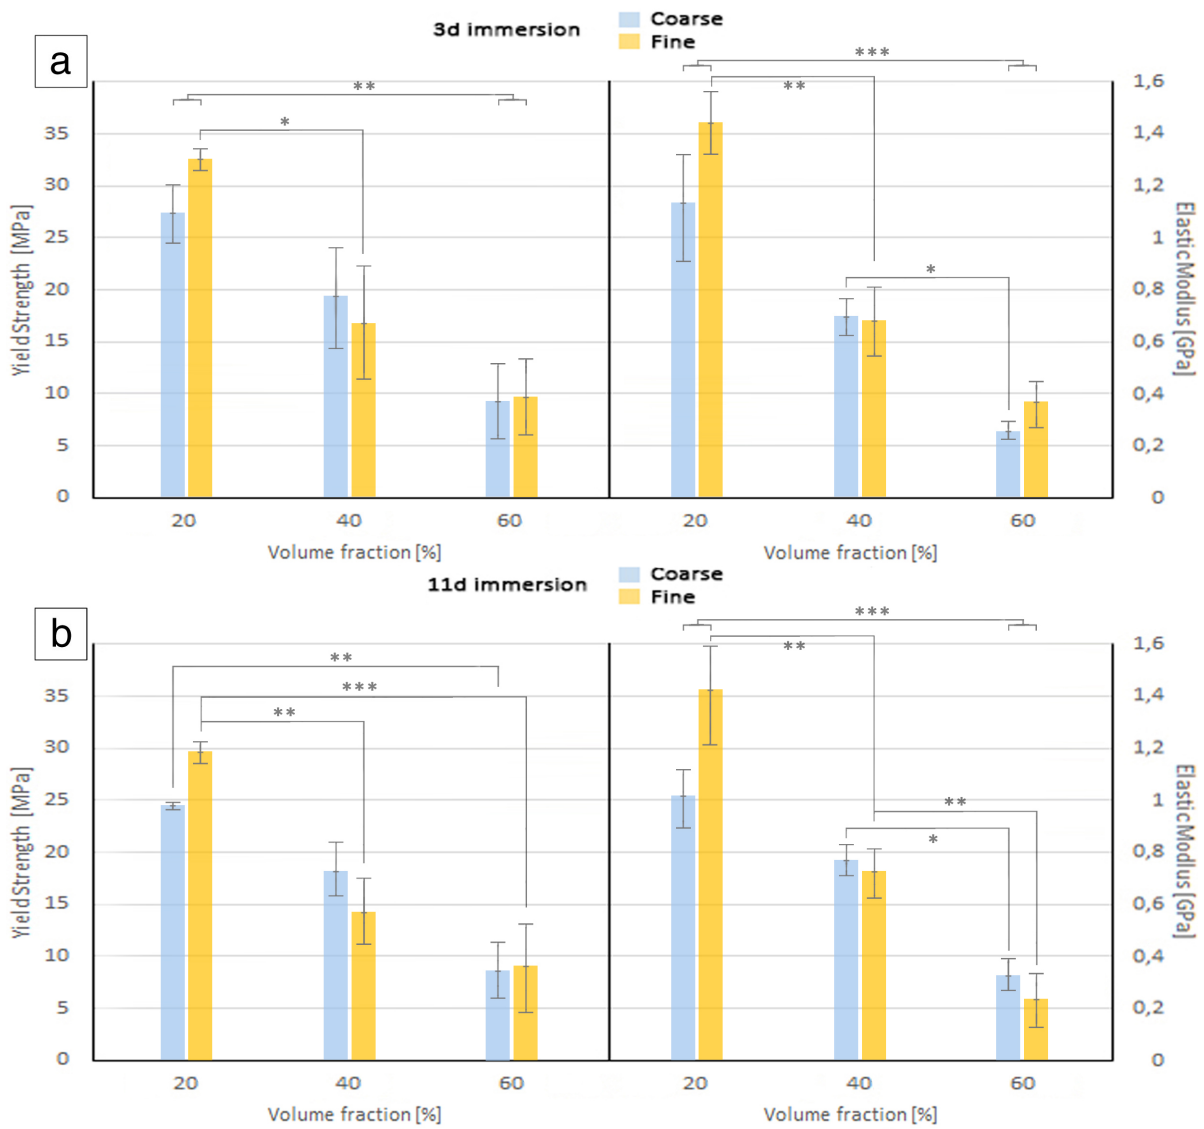 3d immersion
Coarse
Fine
a
***
**
**
*
*
35
30
25
20
15
10
5
0
Yield Strength [MPa]
1,6
1,4
1,2
1
0,8
0,6
0,4
0,2
0
Elastic Modlus [GPa]
20 40 60 20 40 60
Volume fraction [%] Volume fraction [%]
11d immersion
Coarse
Fine
b
***
**
**
***
**
**
*
35
30
25
20
15
10
5
0
Yield Strength [MPa]
1,6
1,4
1,2
1
0,8
0,6
0,4
0,2
0
Elastic Modlus [GPa]
20 40 60 20 40 60
Volume fraction [%] Volume fraction [%]